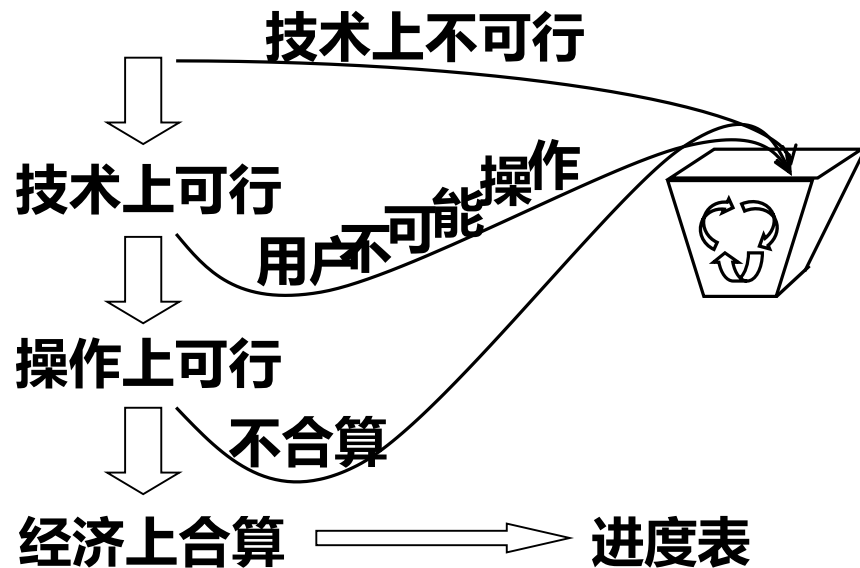 技术上不可行
技术上可行
用户不可能操作
操作上可行
不合算
经济上合算
进度表